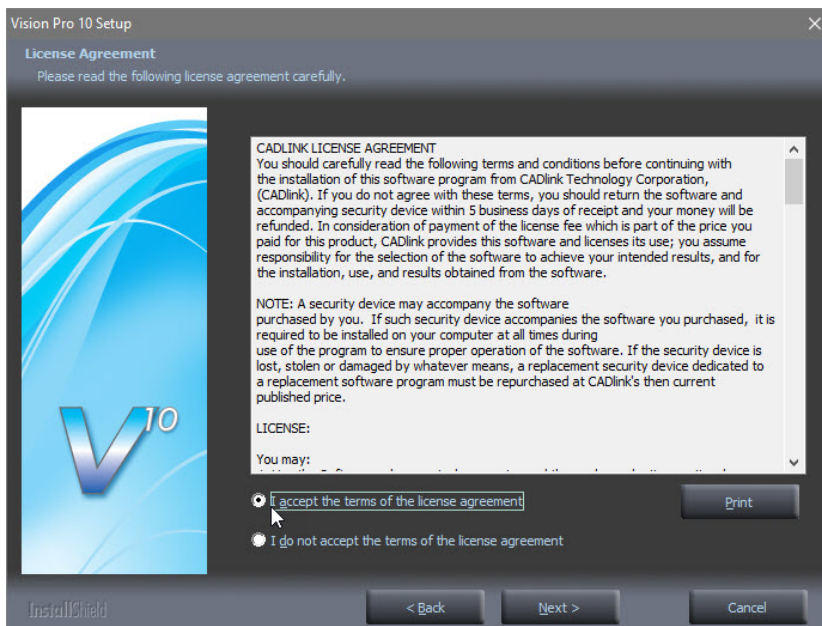 Vision Pro 10 Setup
License Agreement
Please read the following license agreement carefully.
CADLINK LICENSE AGREEMENT
You should carefully read the following terms and conditions before continuing with
the installation of this software program from CADlink Technology Corporation,
(CADlink). If you do not agree with these terms, you should return the software and
accompanying security device within 5 business days of receipt and your money will be
refunded. In consideration of payment of the license fee which is part of the price you
paid for this product, CADlink provides this software and licenses its use; you assume
responsibility for the selection of the software to achieve your intended results, and for
the installation, use, and results obtained from the software.
NOTE: A security device may accompany the software
purchased by you. If such security device accompanies the software you purchased, it is
required to be installed on your computer at all times during
use of the program to ensure proper operation of the software. If the security device is
lost, stolen or damaged by whatever means, a replacement security device dedicated to
a replacement software program must be repurchased at CADlink's then current
published price.
LICENSE:
You may:
V10
I accept the terms of the license agreement
Print
I do not accept the terms of the license agreement
InstallShield
< Back
Next >
Cancel